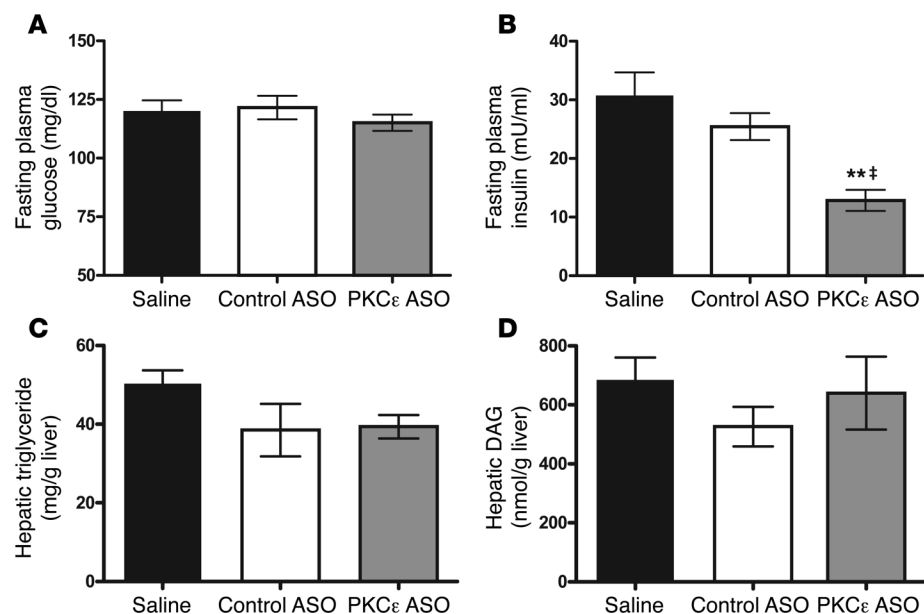 A
Fasting plasma
glucose (mg/dl)
150
125
100
75
50
Saline
Control ASO
PKCε ASO
B
Fasting plasma
insulin (mU/ml)
40
30
20
10
0
**‡
Saline
Control ASO
PKCε ASO
C
Hepatic triglyceride
(mg/g liver)
60
40
20
0
Saline
Control ASO
PKCε ASO
D
Hepatic DAG
(nmol/g liver)
800
600
400
200
0
Saline
Control ASO
PKCε ASO